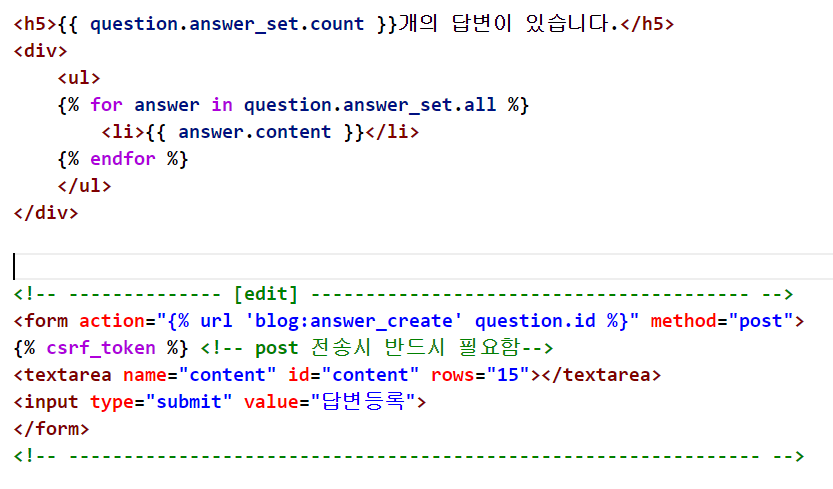 <h5>{{ question.answer_set.count }}개의 답변이 있습니다.</h5>
<div>
    <ul>
    {% for answer in question.answer_set.all %}
        <li>{{ answer.content }}</li>
    {% endfor %}
    </ul>
</div>
<!-- -------------- [edit] ---------------------------------------- -->
<form action="{% url 'blog:answer_create' question.id %}" method="post">
{% csrf_token %} <!-- post 전송시 반드시 필요함-->
<textarea name="content" id="content" rows="15"></textarea>
<input type="submit" value="답변등록">
</form>
<!-- --------------------------------------------------------------- -->